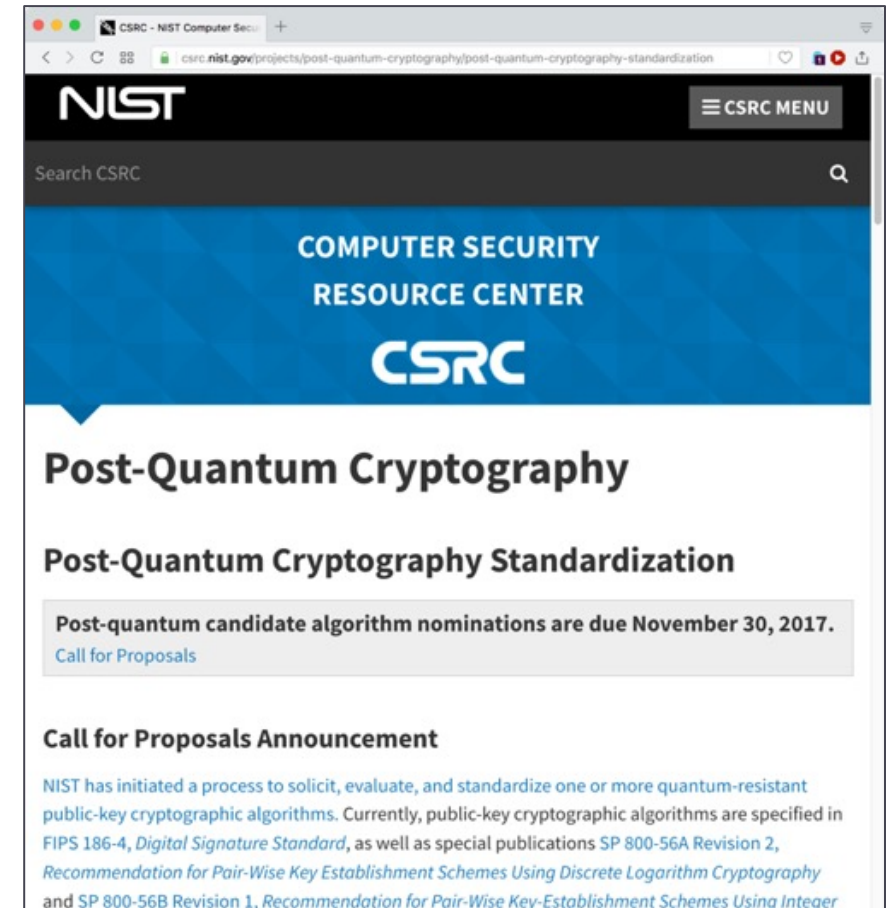 CSRC - NIST Computer Secu
csrc.nist.gov/projects/post-quantum-cryptography/post-quantum-cryptography-standardization
NIST
CSRC MENU
Search CSRC
COMPUTER SECURITY
RESOURCE CENTER
CSRC
Post-Quantum Cryptography
Post-Quantum Cryptography Standardization
Post-quantum candidate algorithm nominations are due November 30, 2017.
Call for Proposals
Call for Proposals Announcement
NIST has initiated a process to solicit, evaluate, and standardize one or more quantum-resistant
public-key cryptographic algorithms. Currently, public-key cryptographic algorithms are specified in
FIPS 186-4, Digital Signature Standard, as well as special publications SP 800-56A Revision 2,
Recommendation for Pair-Wise Key Establishment Schemes Using Discrete Logarithm Cryptography
and SP 800-56B Revision 1, Recommendation for Pair-Wise Key-Establishment Schemes Using Integer